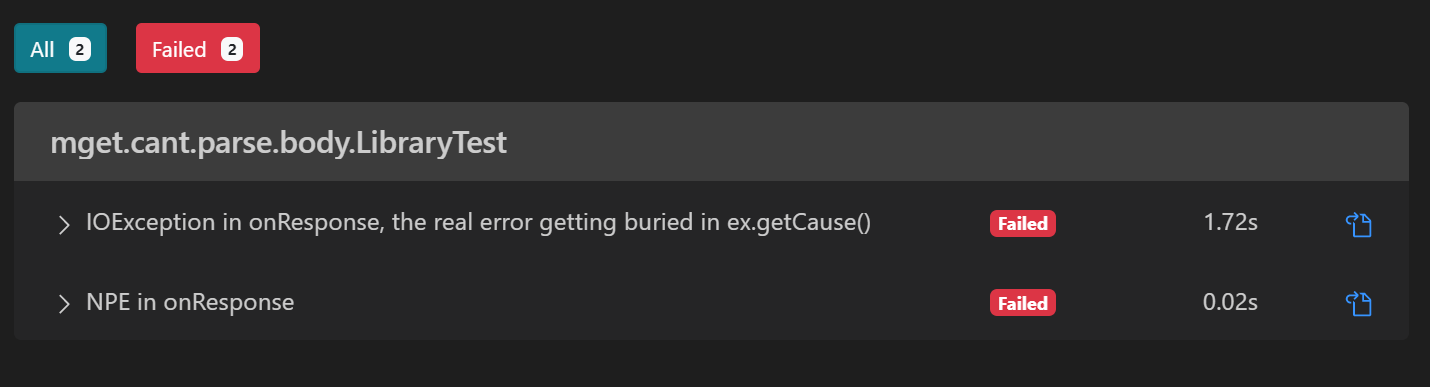 All 2
Failed 2
mget.cant.parse.body.LibraryTest
IOException in onResponse, the real error getting buried in ex.getCause() Failed 1.72s
NPE in onResponse Failed 0.02s